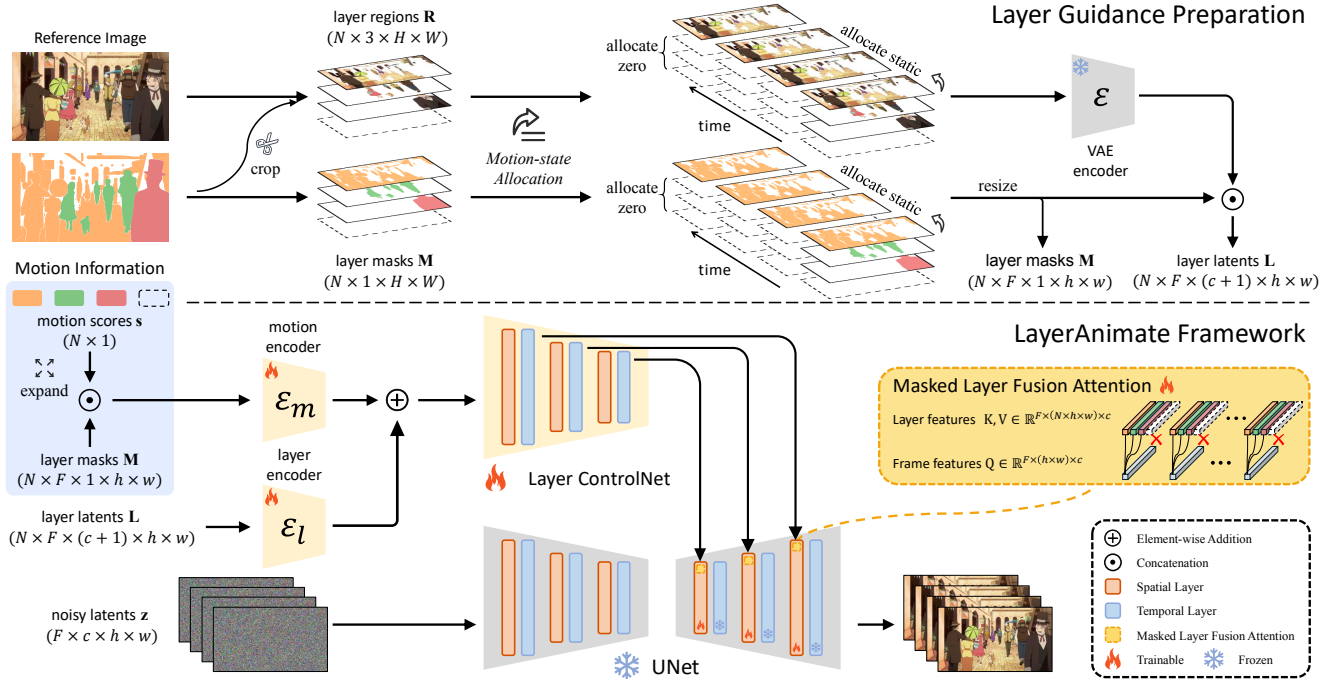 Layer Guidance Preparation
Reference Image
layer regions R
(N × 3 × H × W)
crop
Motion-state
Allocation
layer masks M
(N × 1 × H × W)
allocate
zero
allocate static
time
allocate
zero
allocate static
time
ε
VAE
encoder
resize
layer masks M
(N × F × 1 × h × w)
layer latents L
(N × F × (c + 1) × h × w)
LayerAnimate Framework
Motion Information
motion scores s
(N × 1)
expand
layer masks M
(N × F × 1 × h × w)
motion
encoder
ε_m
layer
encoder
ε_l
layer latents L
(N × F × (c + 1) × h × w)
noisy latents z
(F × c × h × w)
Layer ControlNet
UNet
Masked Layer Fusion Attention
Layer features K, V ∈ ℝ^{F×(N×h×w)×c}
Frame features Q ∈ ℝ^{F×(h×w)×c}
Element-wise Addition
Concatenation
Spatial Layer
Temporal Layer
Masked Layer Fusion Attention
Trainable
Frozen